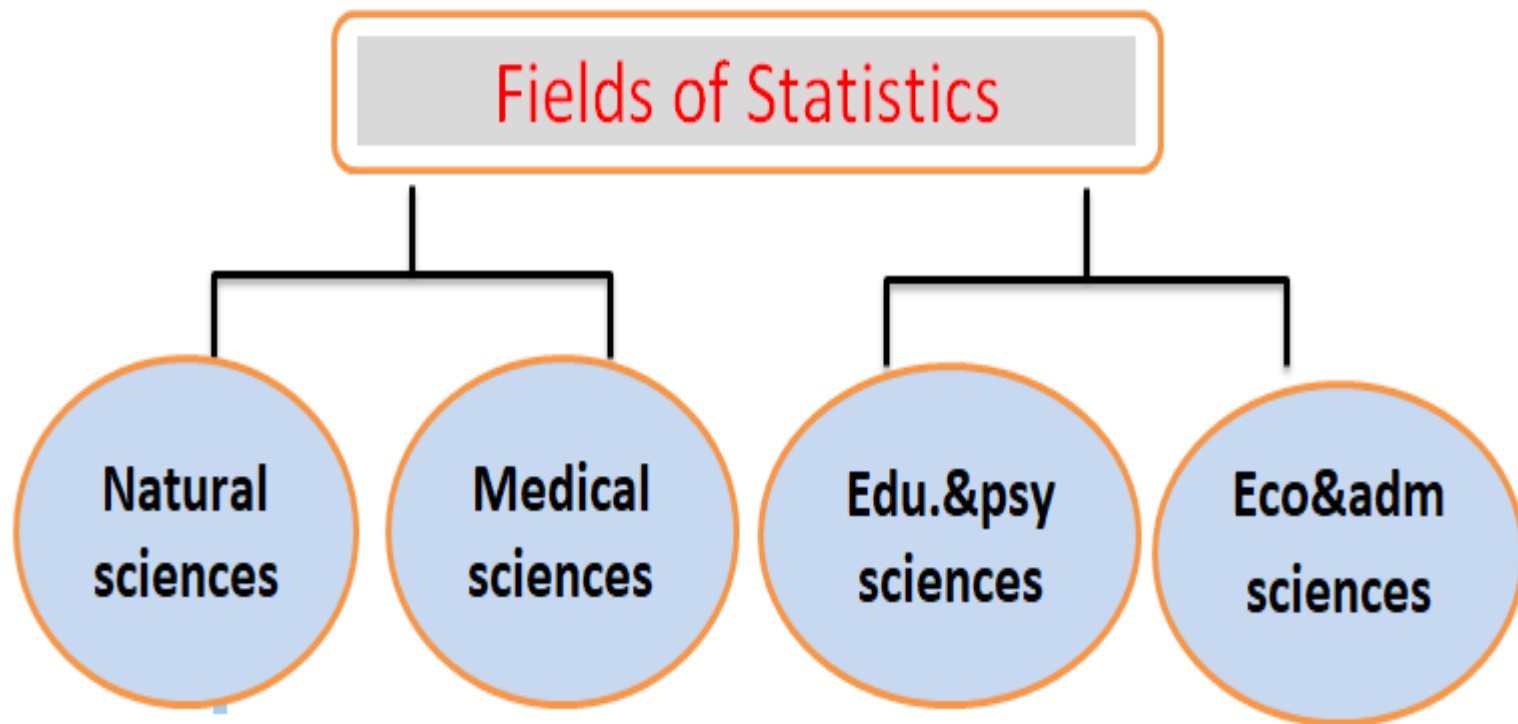 Fields of Statistics
Natural
sciences
Medical
sciences
Edu.&psy
sciences
Eco&adm
sciences